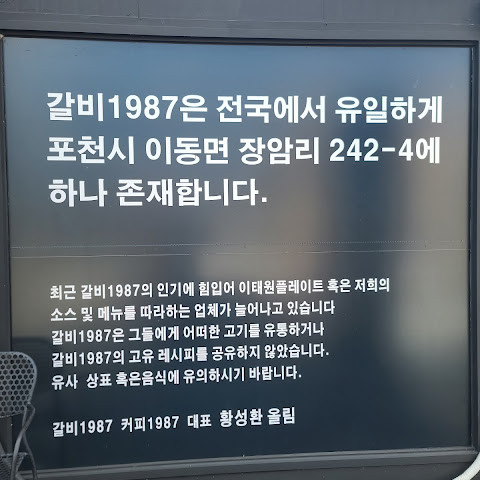 갈비1987은 전국에서 유일하게
포천시 이동면 장암리 242-4에
하나 존재합니다.
최근 갈비1987의 인기에 힘입어 이태원플레이트 혹은 저희의
소스 및 메뉴를 따라하는 업체가 늘어나고 있습니다
갈비1987은 그들에게 어떠한 고기를 유통하거나
갈비1987의 고유 레시피를 공유하지 않았습니다.
유사 상표 혹은음식에 유의하시기 바랍니다.
갈비1987 커피1987 대표 황성환 올림